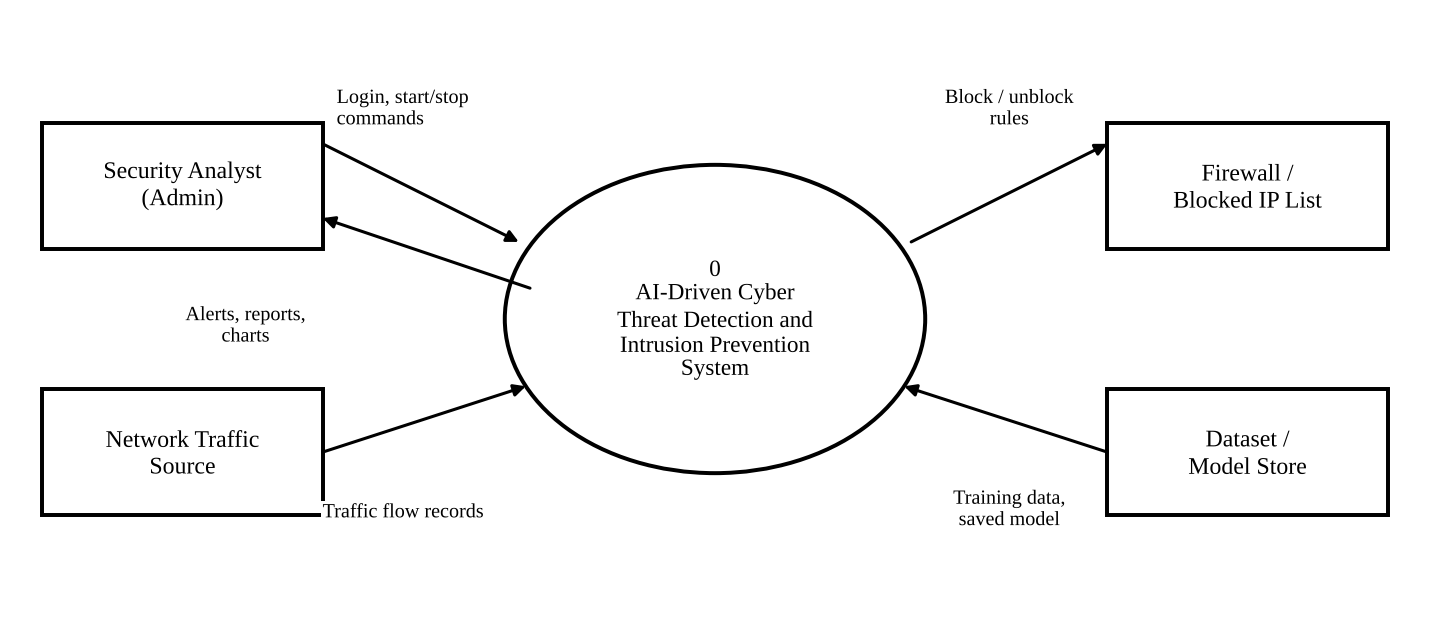 Login, start/stop
commands
Block / unblock
rules
Security Analyst
(Admin)
Firewall /
Blocked IP List
0
AI-Driven Cyber
Threat Detection and
Intrusion Prevention
System
Alerts, reports,
charts
Network Traffic
Source
Dataset /
Model Store
Traffic flow records
Training data,
saved model